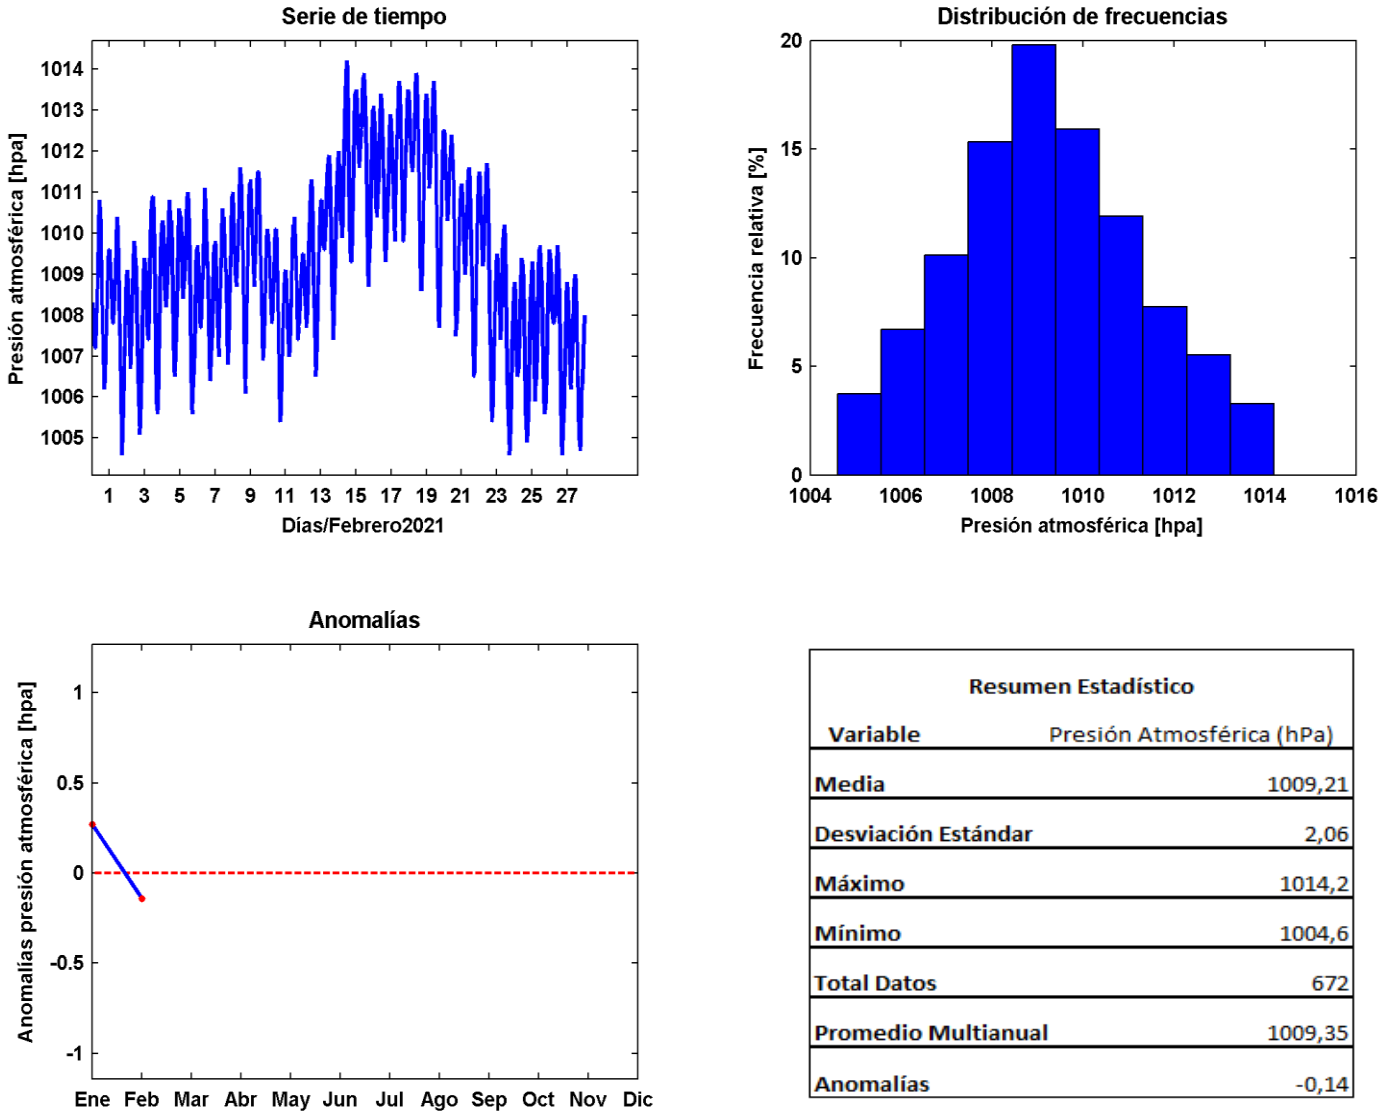 Serie de tiempo
Presión atmosférica [hpa]
1014
1013
1012
1011
1010
1009
1008
1007
1006
1005
1 3 5 7 9 11 13 15 17 19 21 23 25 27
Días/Febrero2021
Distribución de frecuencias
Frecuencia relativa [%]
20
15
10
5
0
1004 1006 1008 1010 1012 1014 1016
Presión atmosférica [hpa]
Anomalías
Anomalías presión atmosférica [hpa]
1
0.5
0
-0.5
-1
Ene Feb Mar Abr May Jun Jul Ago Sep Oct Nov Dic
Resumen Estadístico
Variable Presión Atmosférica (hPa)
Media 1009,21
Desviación Estándar 2,06
Máximo 1014,2
Mínimo 1004,6
Total Datos 672
Promedio Multianual 1009,35
Anomalías -0,14